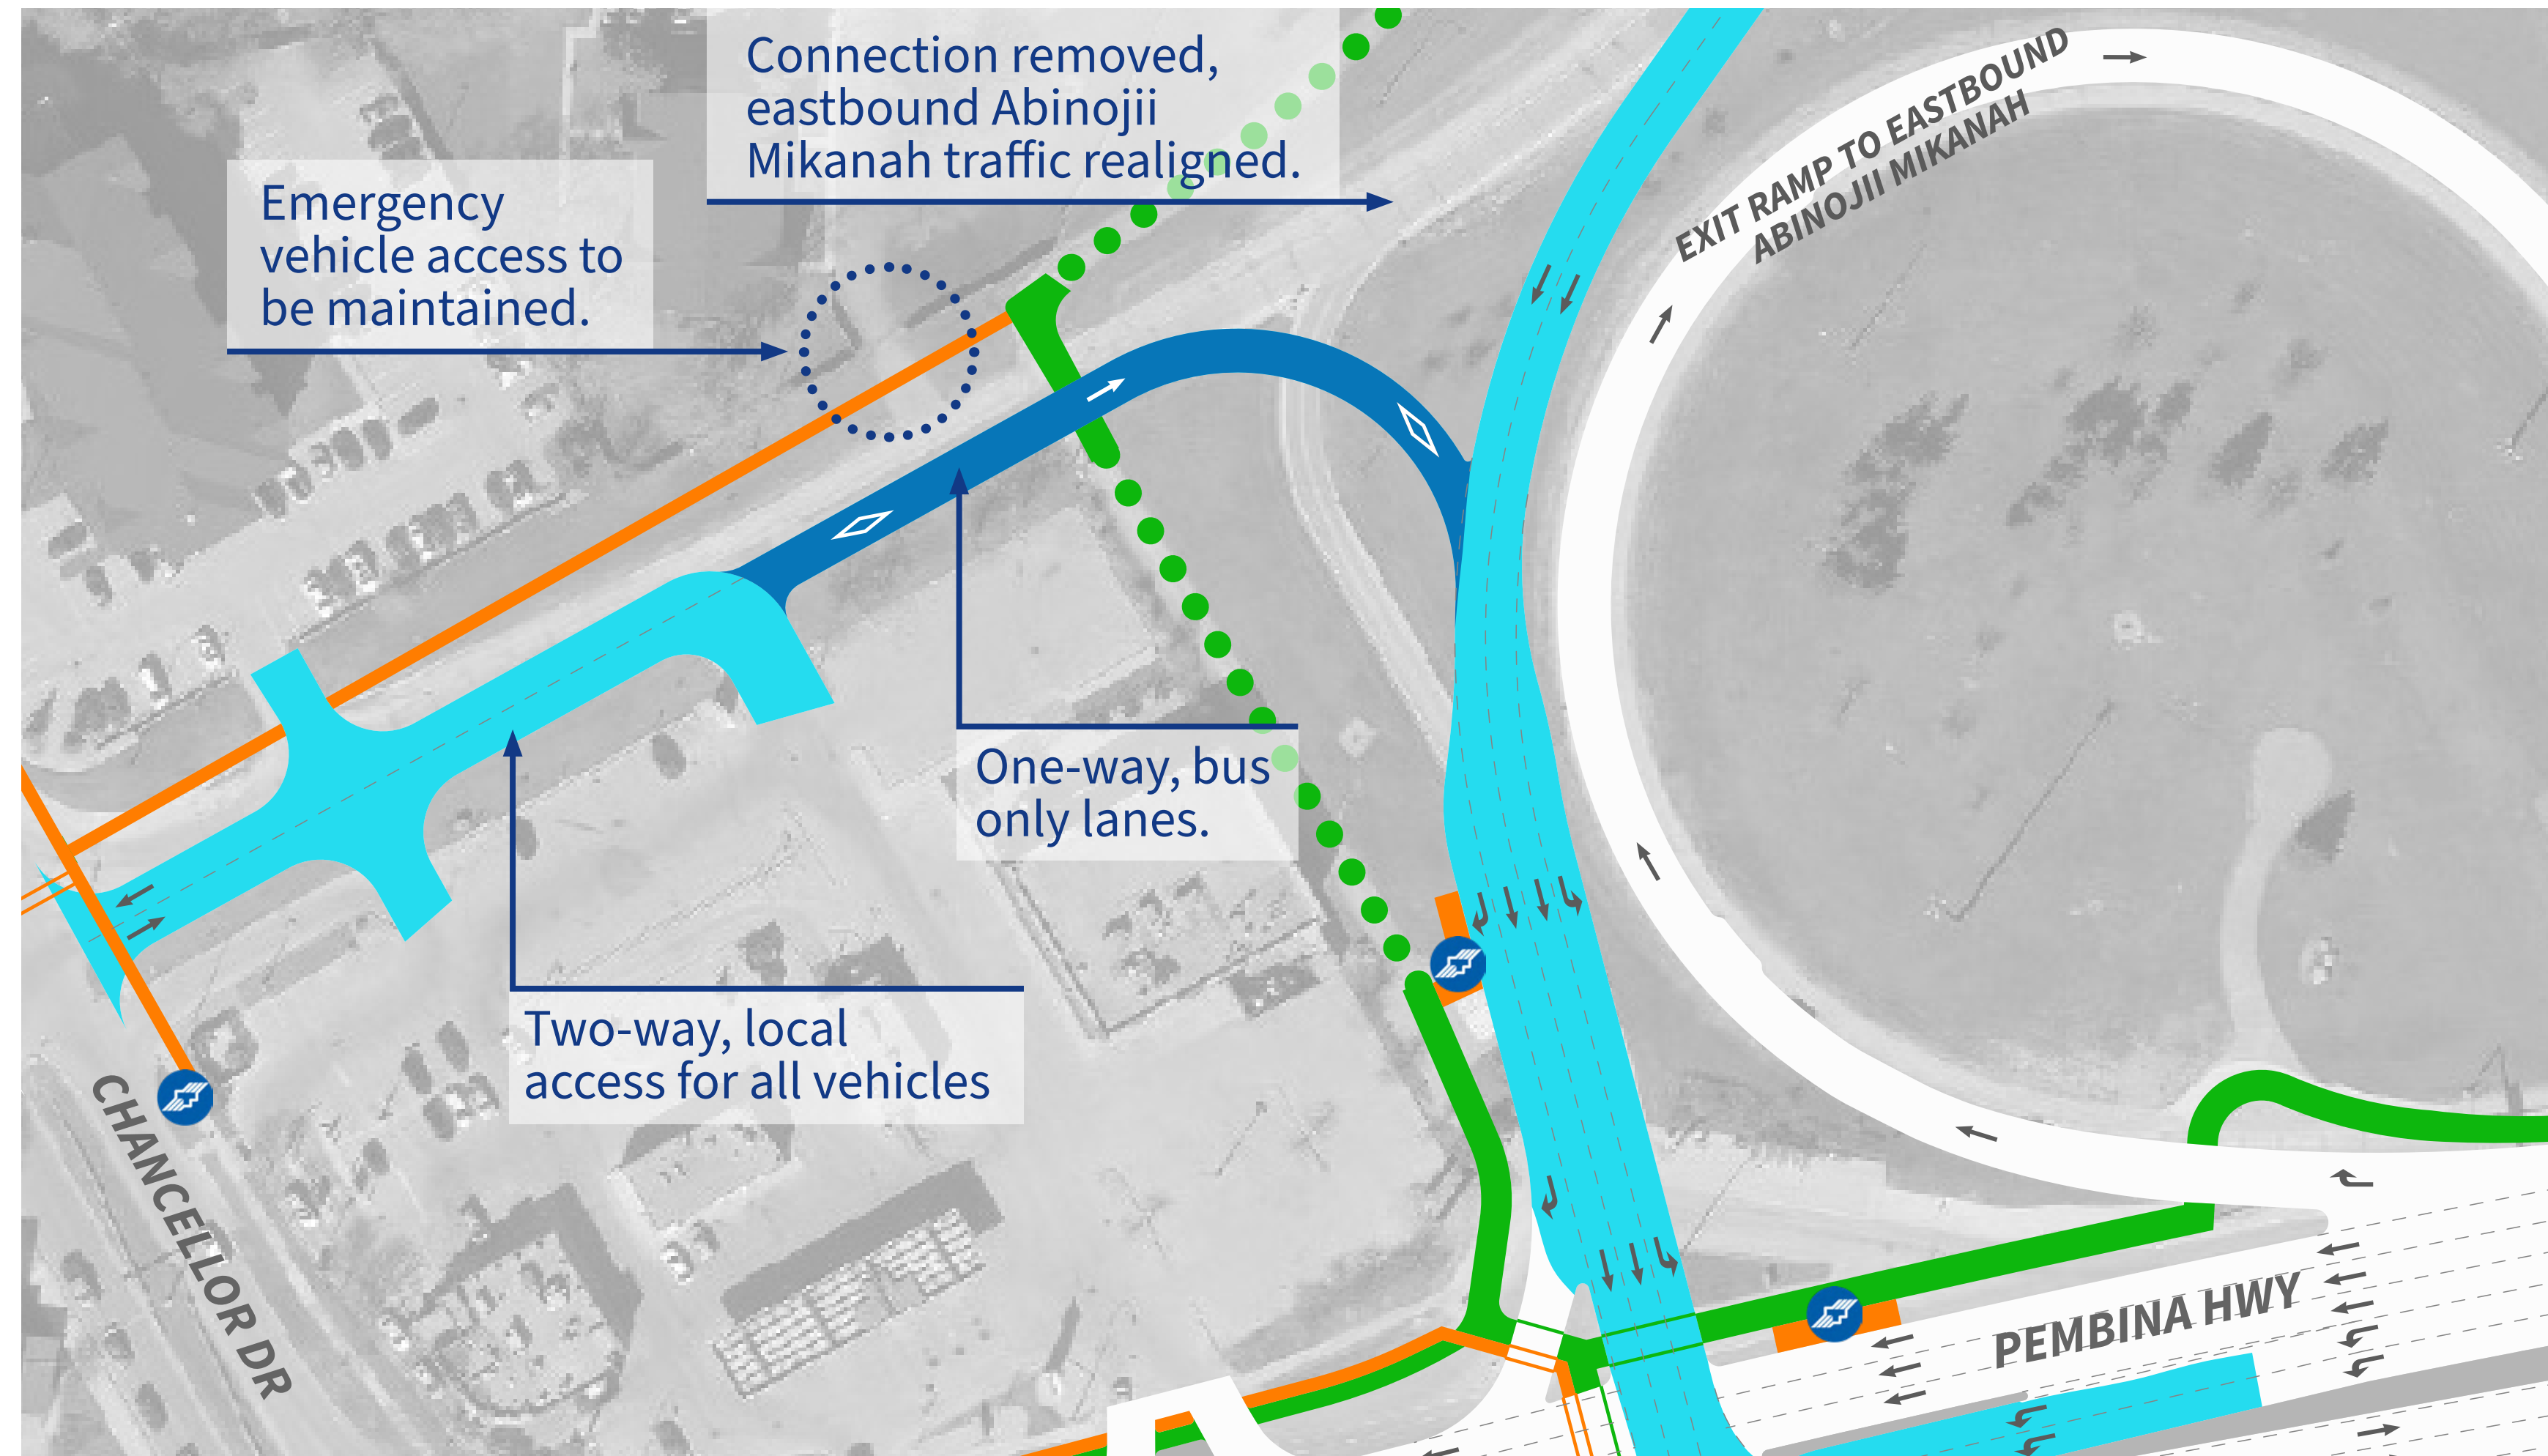 Connection removed,
eastbound Abinojii
Mikanah traffic realigned.
EXIT RAMP TO EASTBOUND
ABINOJII MIKANAH
Emergency
vehicle access to
be maintained.
One-way, bus
only lanes.
Two-way, local
access for all vehicles
CHANCELLOR DR
PEMBINA HWY